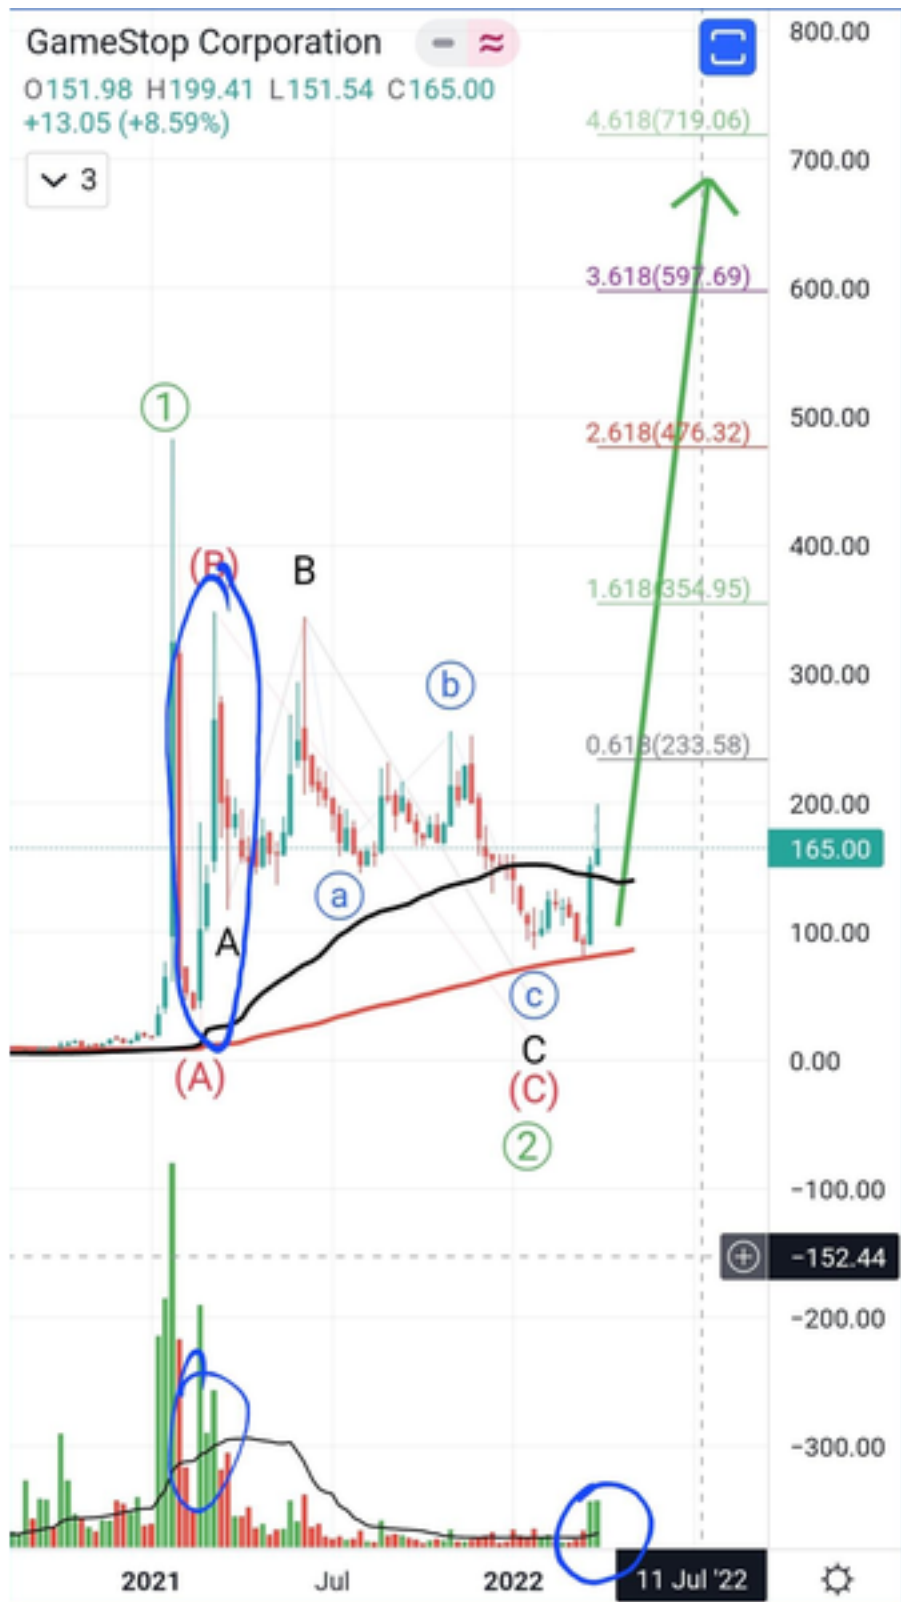 GameStop Corporation
O151.98 H199.41 L151.54 C165.00
+13.05 (+8.59%)
3
800.00
4.618(719.06)
700.00
3.618(597.69)
600.00
1
500.00
2.618(476.32)
(B)
B
400.00
1.618(354.95)
b
300.00
0.618(233.58)
200.00
165.00
a
A
100.00
c
C
0.00
(A)
(C)
2
−100.00
−152.44
−200.00
−300.00
2021
Jul
2022
11 Jul '22